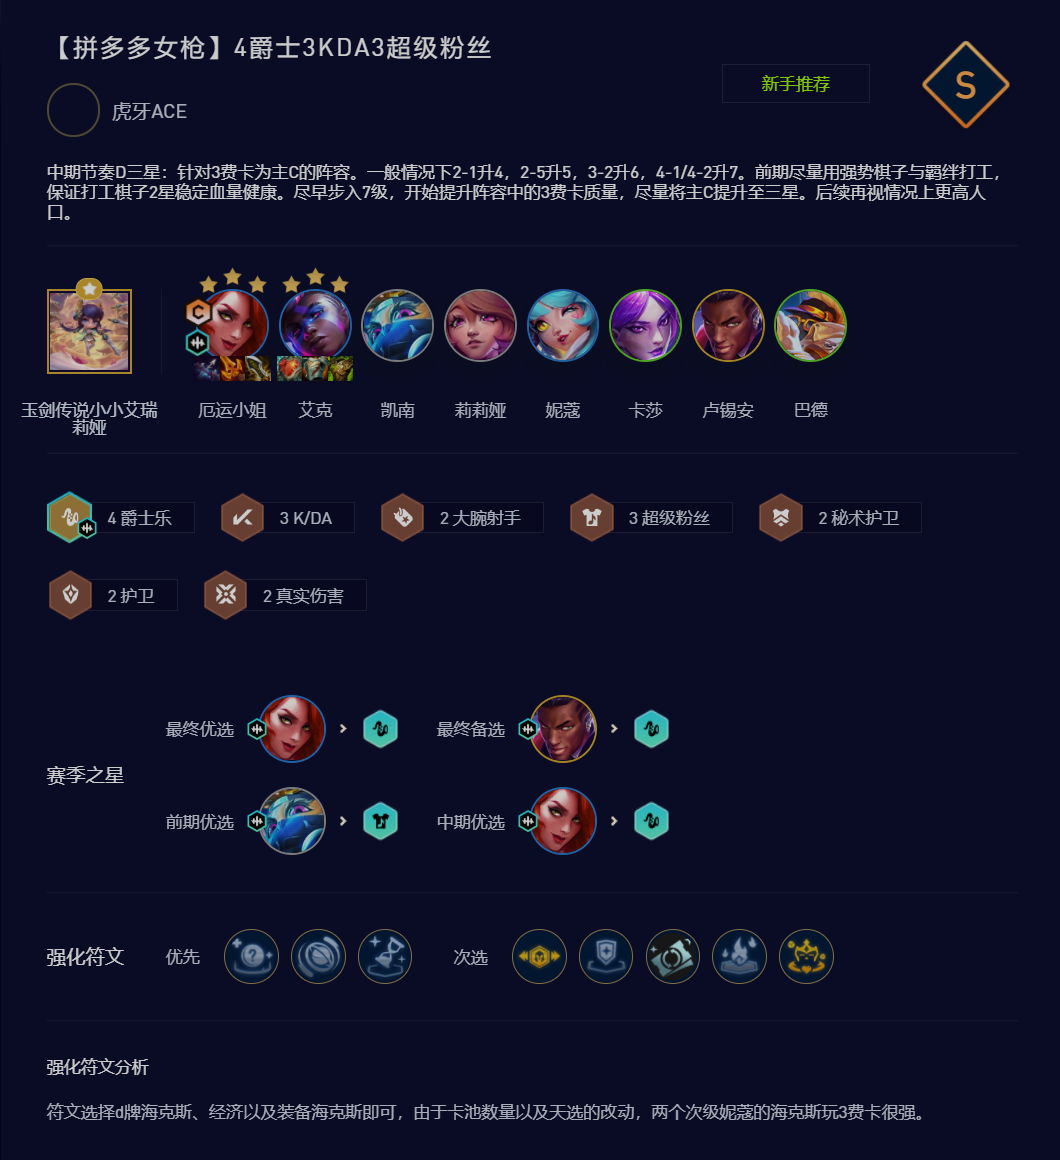 【拼多多女枪】4爵士3KDA3超级粉丝
新手推荐
S
虎牙ACE
中期节奏D三星：针对3费卡为主C的阵容。一般情况下2-1升4，2-5升5，3-2升6，4-1/4-2升7。前期尽量用强势棋子与羁绊打工，
保证打工棋子2星稳定血量健康。尽早步入7级，开始提升阵容中的3费卡质量，尽量将主C提升至三星。后续再视情况上更高人
口。
C
玉剑传说小小艾瑞
莉娅
厄运小姐 艾克 凯南 莉莉娅 妮蔻 卡莎 卢锡安 巴德
4 爵士乐 3 K/DA 2 大腕射手 3 超级粉丝 2 秘术护卫
2 护卫 2 真实伤害
最终优选 最终备选
赛季之星
前期优选 中期优选
强化符文 优先 次选
强化符文分析
符文选择d牌海克斯、经济以及装备海克斯即可，由于卡池数量以及天选的改动，两个次级妮蔻的海克斯玩3费卡很强。